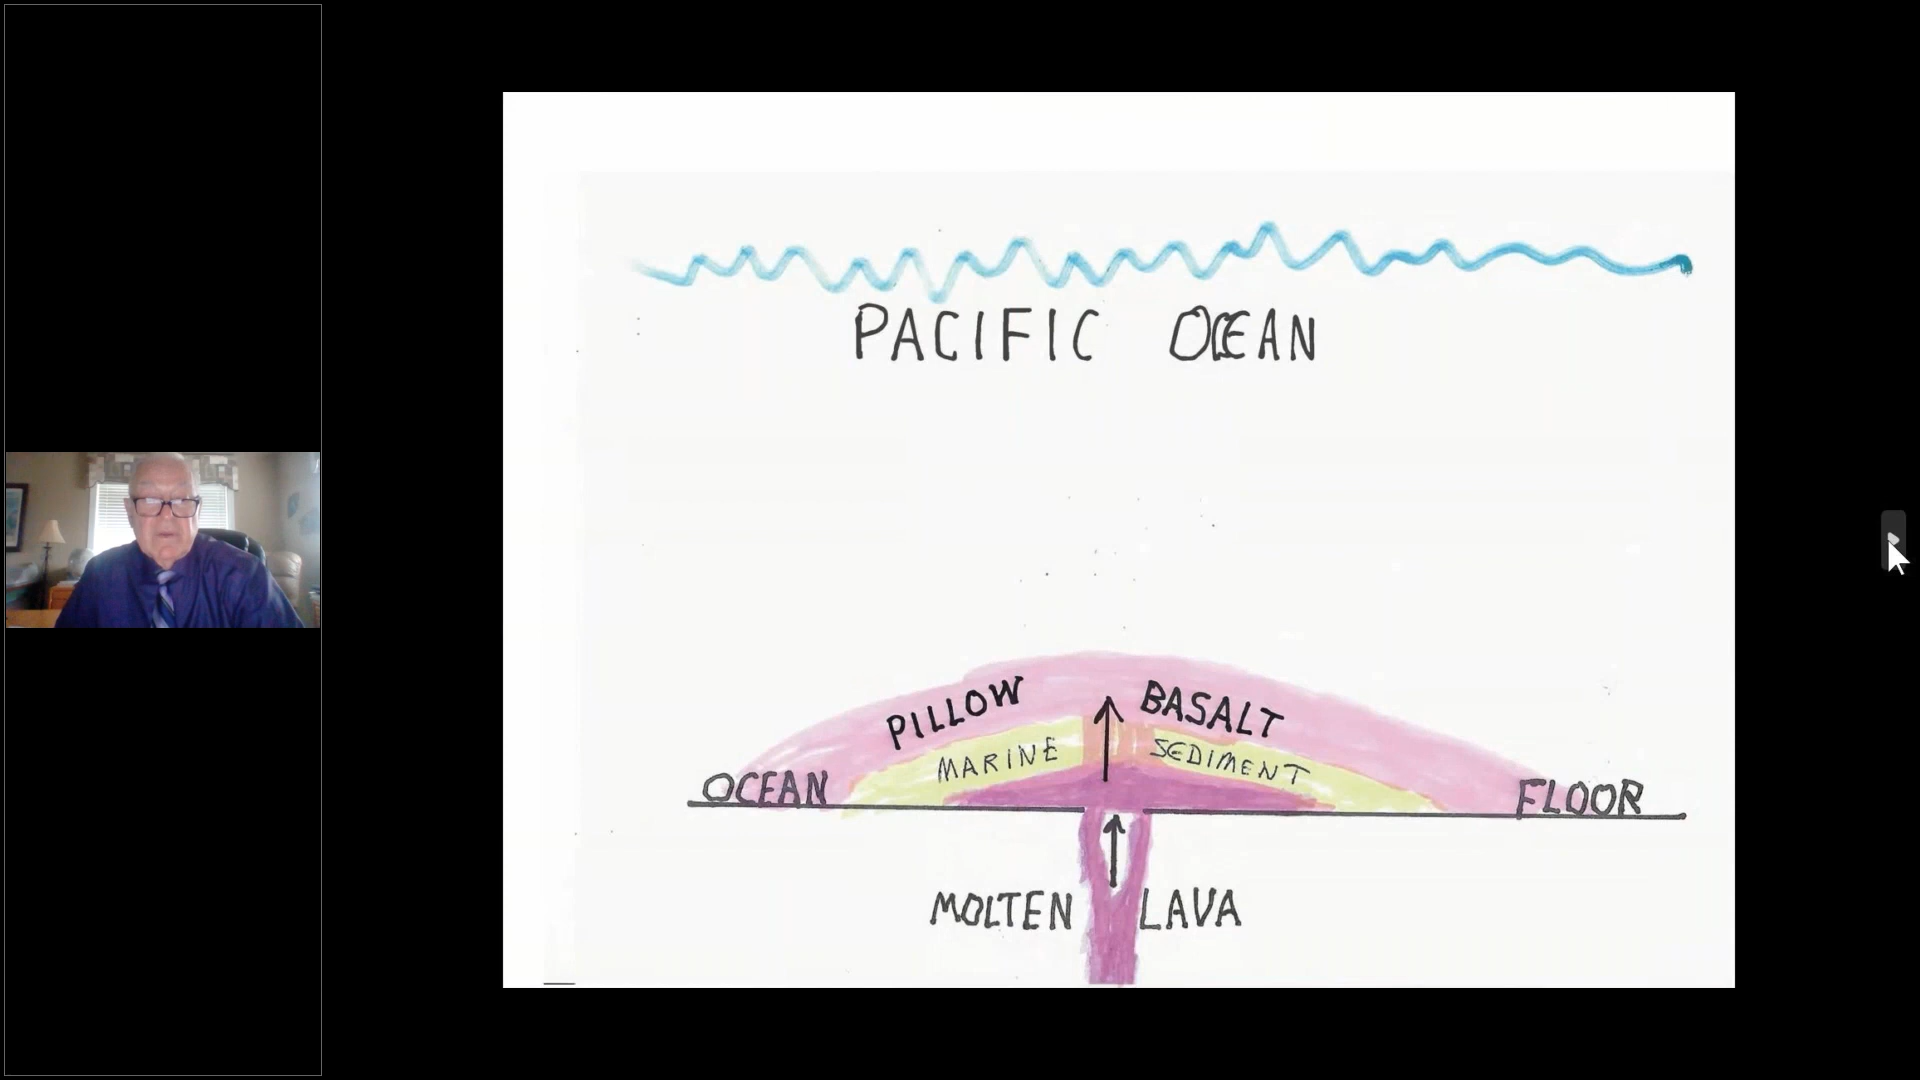 PACIFIC OCEAN
PILLOW BASALT
MARINE SEDIMENT
OCEAN FLOOR
MOLTEN LAVA